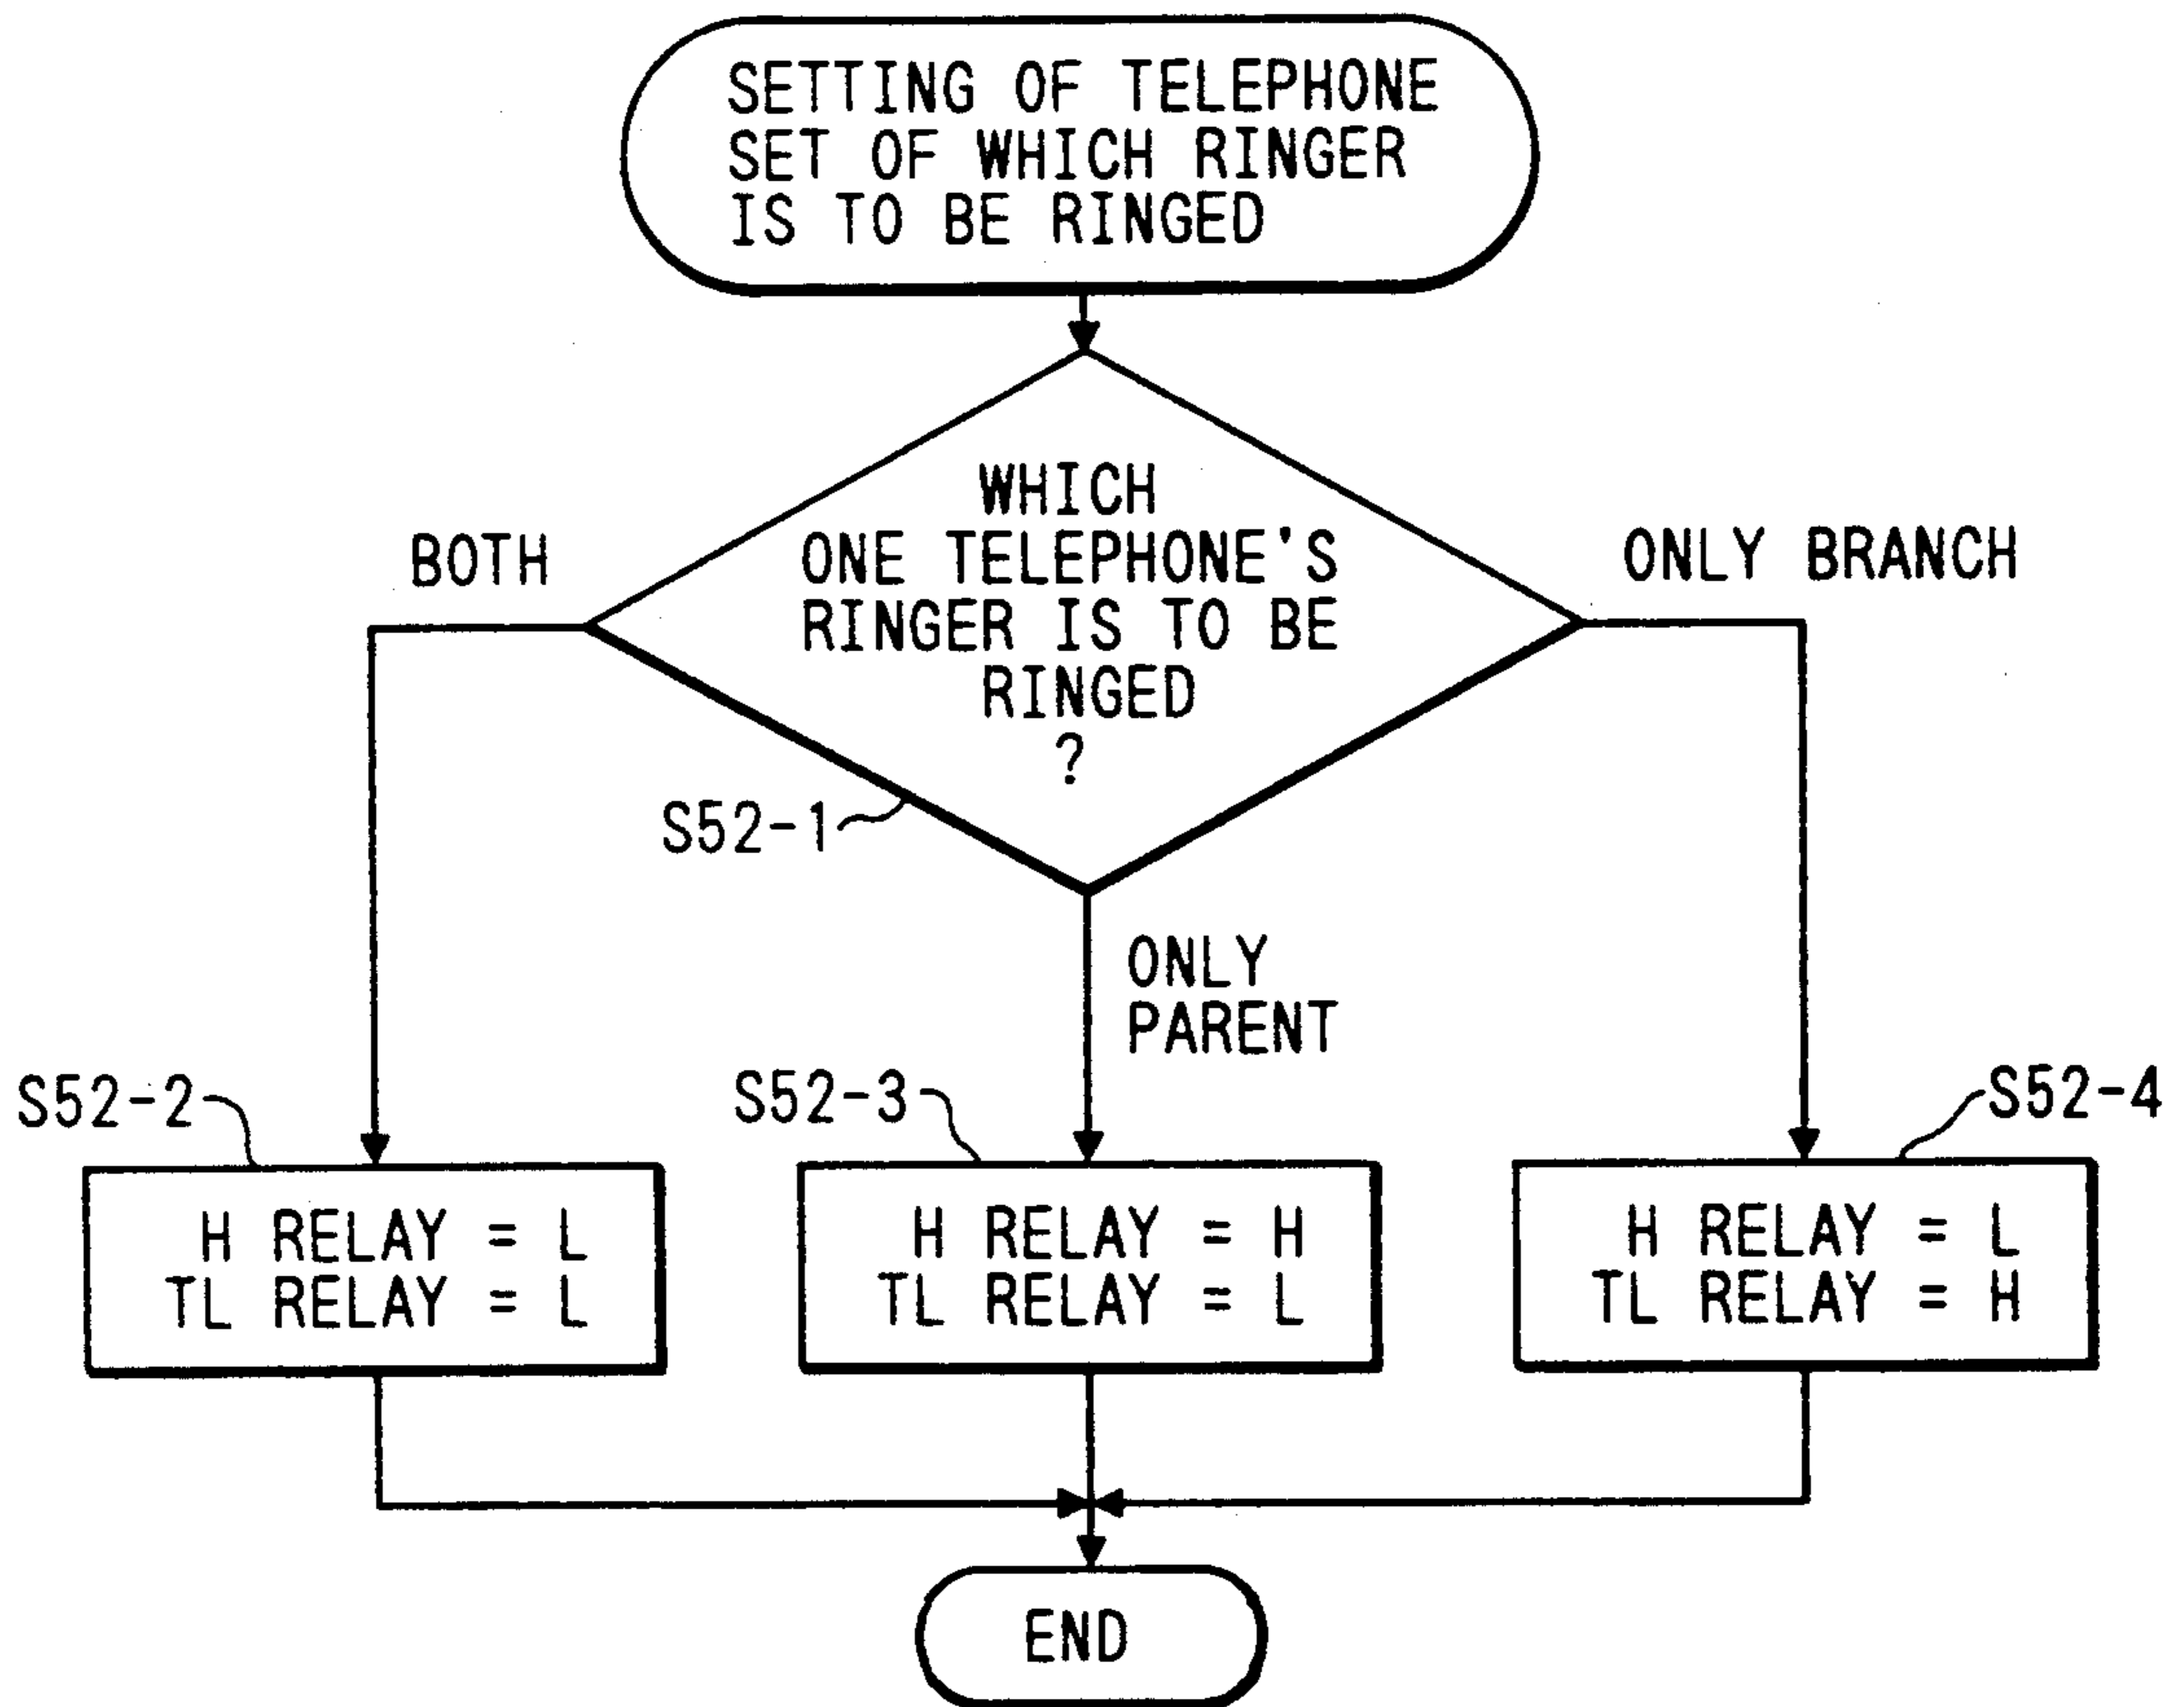 SETTING OF TELEPHONE
SET OF WHICH RINGER
IS TO BE RINGED
WHICH
ONE TELEPHONE'S
RINGER IS TO BE
RINGED
?
BOTH
ONLY BRANCH
S52-1
ONLY
PARENT
S52-2
S52-3
S52-4
H RELAY = L
TL RELAY = L
H RELAY = H
TL RELAY = L
H RELAY = L
TL RELAY = H
END